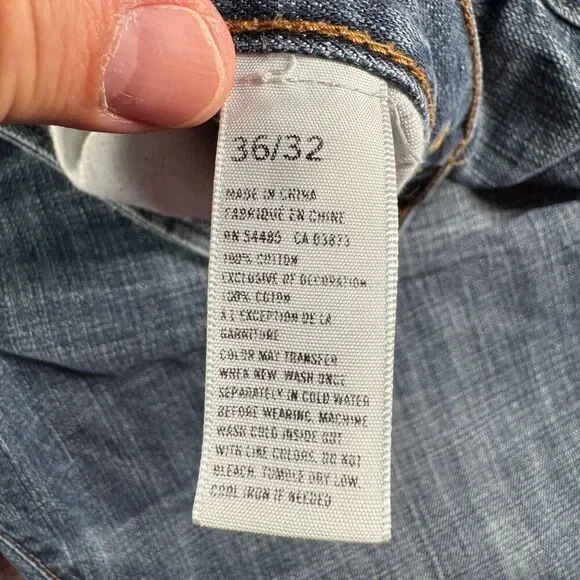 36/32
MADE IN CHINA
FABRIQUÉ EN CHINE
RN 54485 CA 03873
100% COTTON
EXCLUSIVE OF DECORATION
100% COTON
À L'EXCEPTION DE LA
GARNITURE
COLOR MAY TRANSFER
WHEN NEW. WASH ONCE
SEPARATELY IN COLD WATER
BEFORE WEARING. MACHINE
WASH COLD INSIDE OUT
WITH LIKE COLORS. DO NOT
BLEACH. TUMBLE DRY LOW.
COOL IRON IF NEEDED